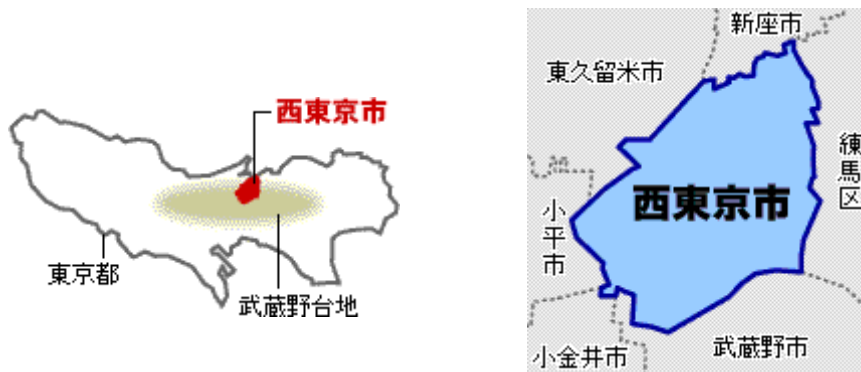 西東京市
東京都
武蔵野台地
新座市
東久留米市
練馬区
西東京市
小平市
武蔵野市
小金井市